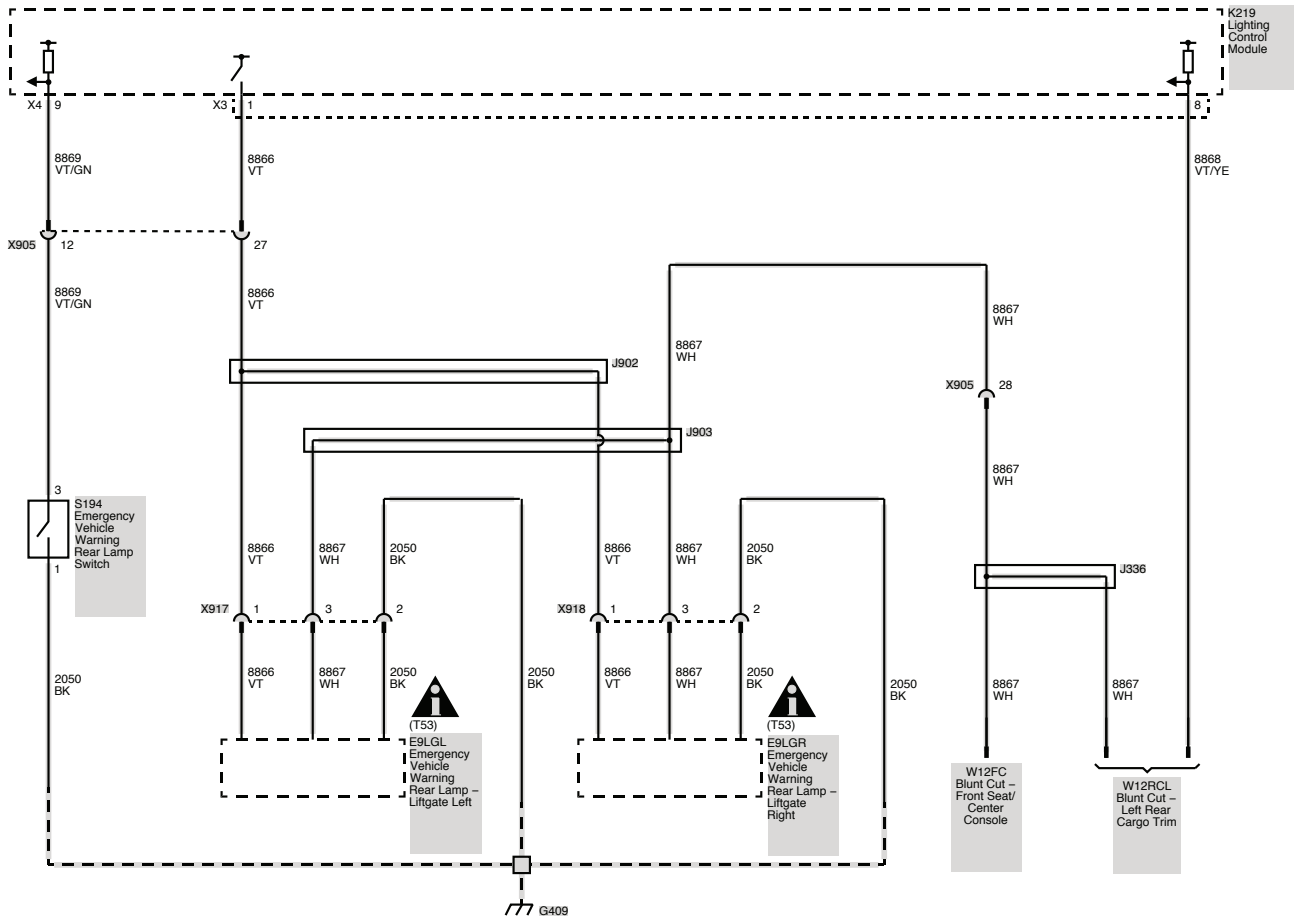 K219
Lighting
Control
Module
X4 9
X3 1
8
8869
VT/GN
8866
VT
8868
VT/YE
X905 12
27
8869
VT/GN
8866
VT
8867
WH
8867
WH
J902
X905 28
J903
8867
WH
3
S194
Emergency
Vehicle
Warning
Rear Lamp
Switch
1
8866
VT
8867
WH
2050
BK
8866
VT
8867
WH
2050
BK
J336
X917 1 3 2
X918 1 3 2
2050
BK
8866
VT
8867
WH
2050
BK
2050
BK
8866
VT
8867
WH
2050
BK
2050
BK
8867
WH
8867
WH
(T53)
E9LGL
Emergency
Vehicle
Warning
Rear Lamp –
Liftgate Left
(T53)
E9LGR
Emergency
Vehicle
Warning
Rear Lamp –
Liftgate
Right
W12FC
Blunt Cut –
Front Seat/
Center
Console
W12RCL
Blunt Cut –
Left Rear
Cargo Trim
G409